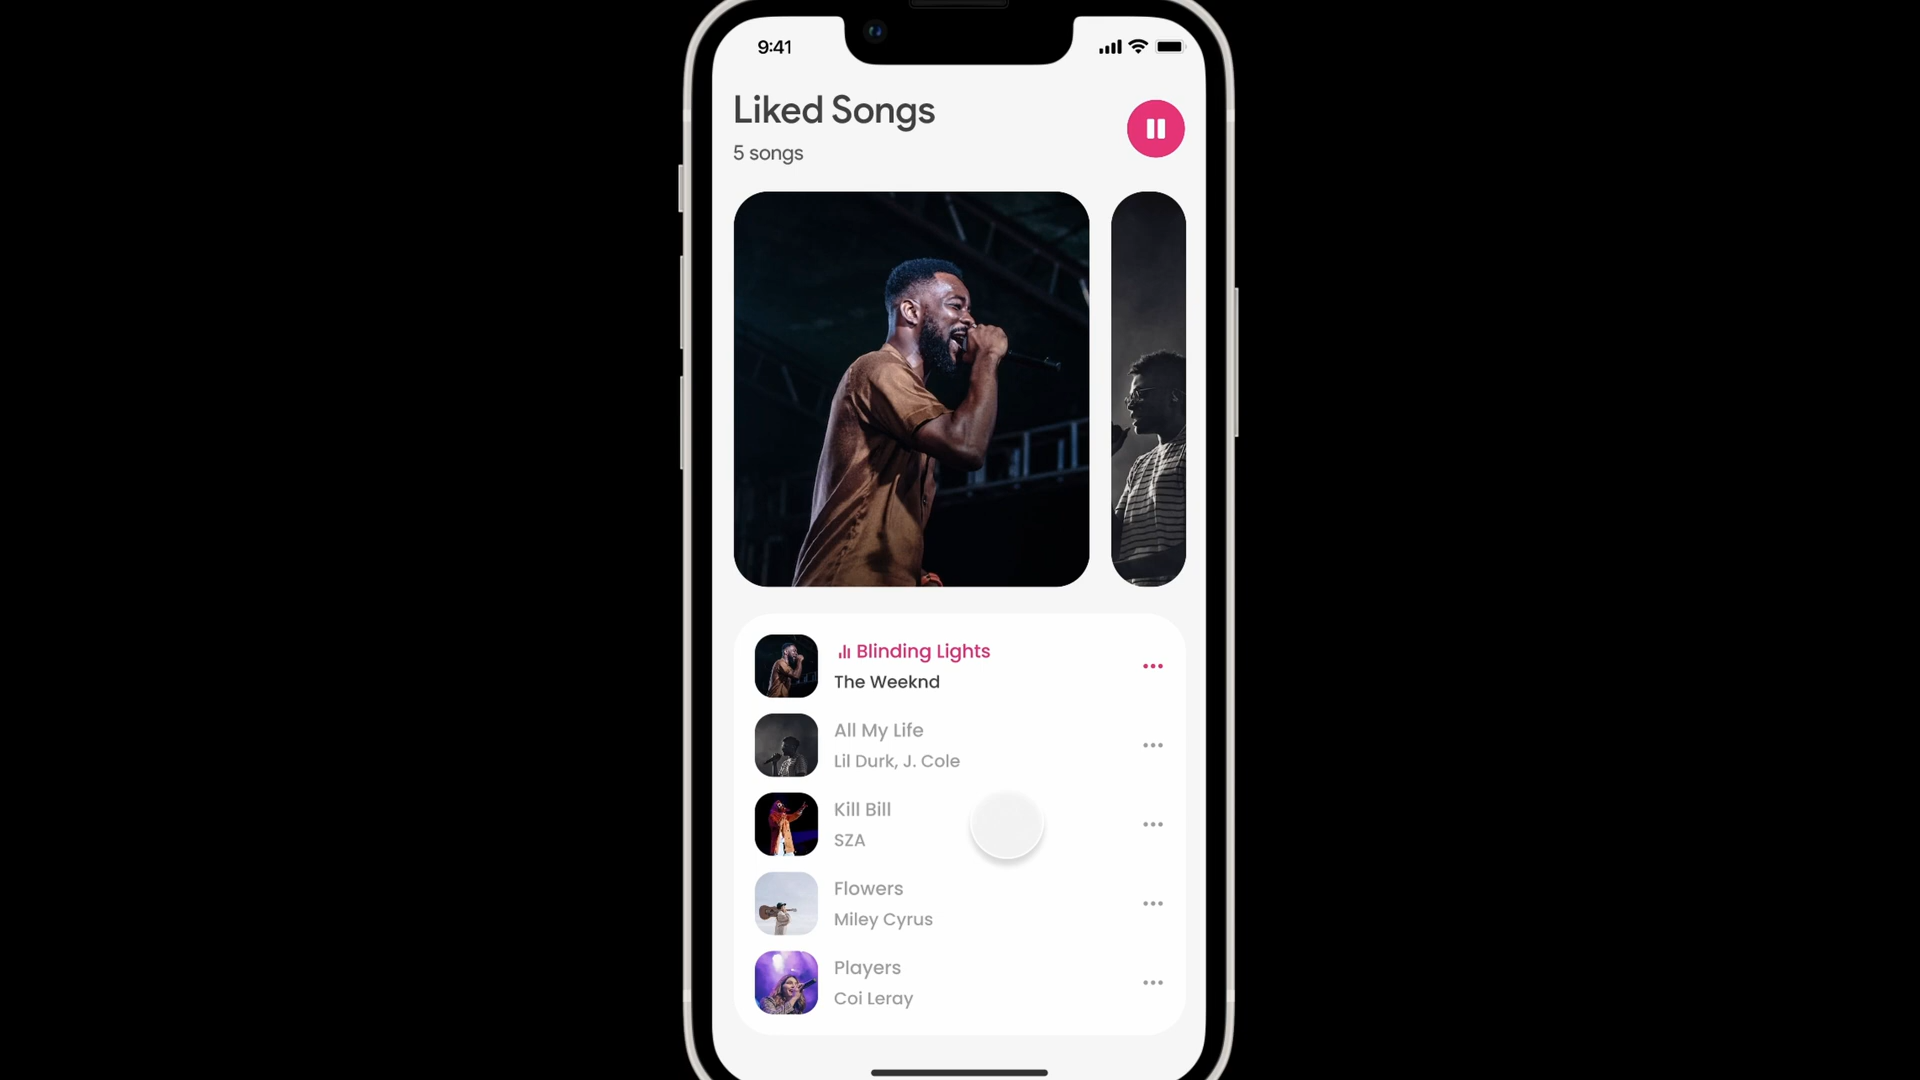 9:41
Liked Songs
5 songs
Blinding Lights
The Weeknd
All My Life
Lil Durk, J. Cole
Kill Bill
SZA
Flowers
Miley Cyrus
Players
Coi Leray